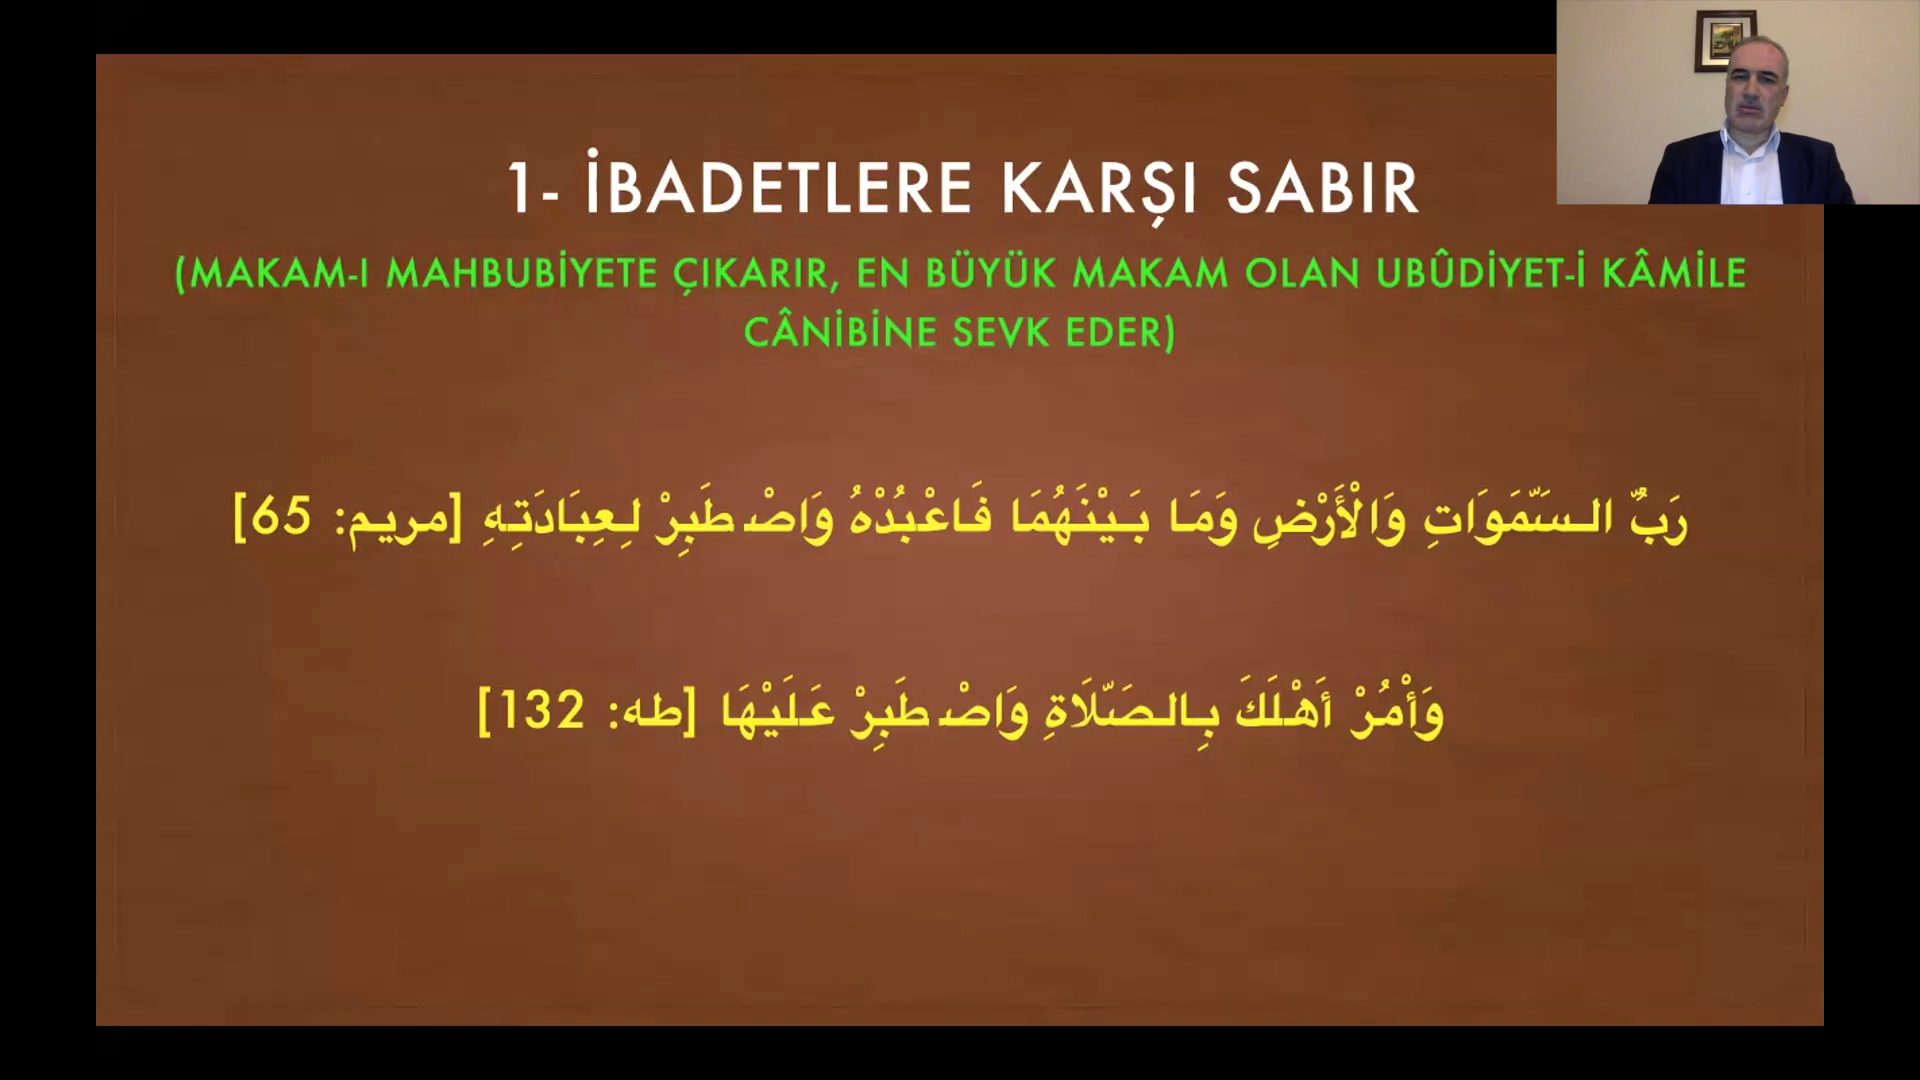 1- İBADETLERE KARŞI SABIR
(MAKAM-I MAHBUBİYETE ÇIKARIR, EN BÜYÜK MAKAM OLAN UBÛDİYET-İ KÂMİLE
CÂNİBİNE SEVK EDER)
رَبُّ السَّمَوَاتِ وَالْأَرْضِ وَمَا بَيْنَهُمَا فَاعْبُدْهُ وَاصْطَبِرْ لِعِبَادَتِهِ [مريم: 65]
وَأْمُرْ أَهْلَكَ بِالصَّلَاةِ وَاصْطَبِرْ عَلَيْهَا [طه: 132]